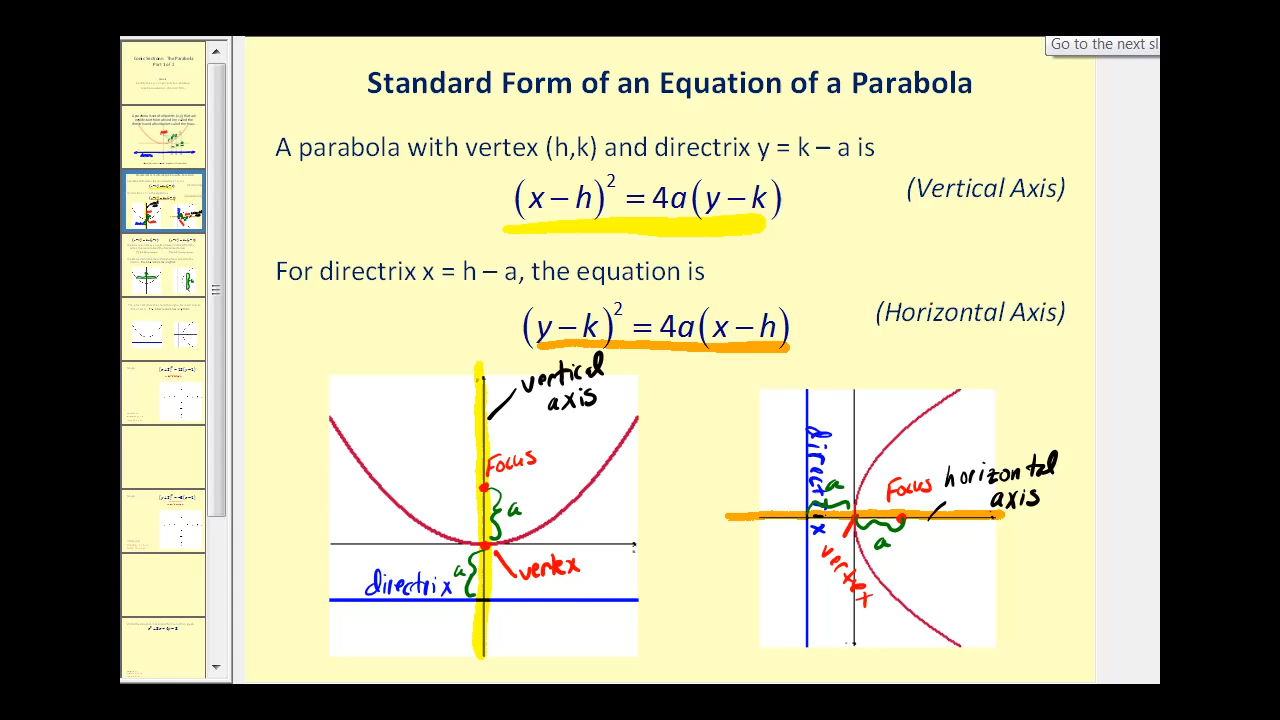 Go to the next sl
Standard Form of an Equation of a Parabola
A parabola with vertex (h,k) and directrix y = k – a is
(x – h)² = 4a(y – k)
(Vertical Axis)
For directrix x = h – a, the equation is
(y – k)² = 4a(x – h)
(Horizontal Axis)
vertical
axis
Focus
a
a
vertex
directrix
directrix
a
Focus
horizontal
axis
a
vertex